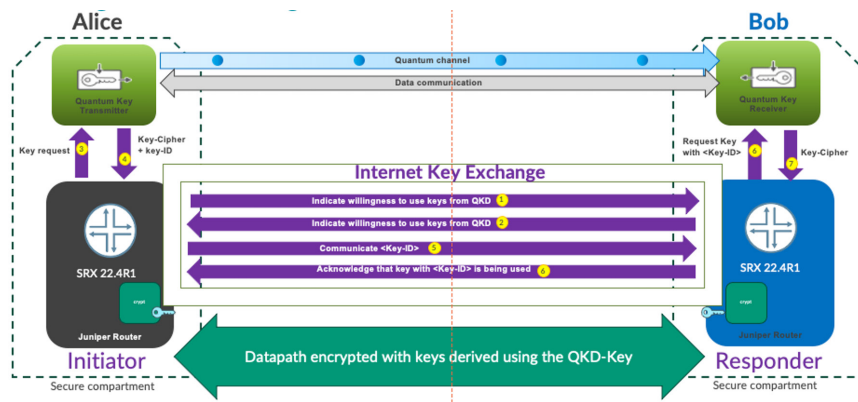 Alice
Bob
Quantum channel
Data communication
Quantum Key
Transmitter
Quantum Key
Receiver
Key request
3
4
Key-Cipher
+ key-ID
Request Key
with <Key-ID>
6
7
Key-Cipher
Internet Key Exchange
Indicate willingness to use keys from QKD 1
Indicate willingness to use keys from QKD 2
Communicate <Key-ID> 5
Acknowledge that key with <Key-ID> is being used 6
SRX 22.4R1
SRX 22.4R1
crypt
crypt
Juniper Router
Juniper Router
Initiator
Datapath encrypted with keys derived using the QKD-Key
Responder
Secure compartment
Secure compartment